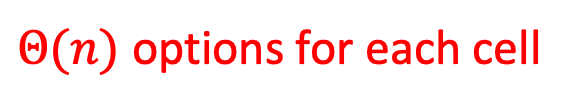 Θ(n) options for each cell